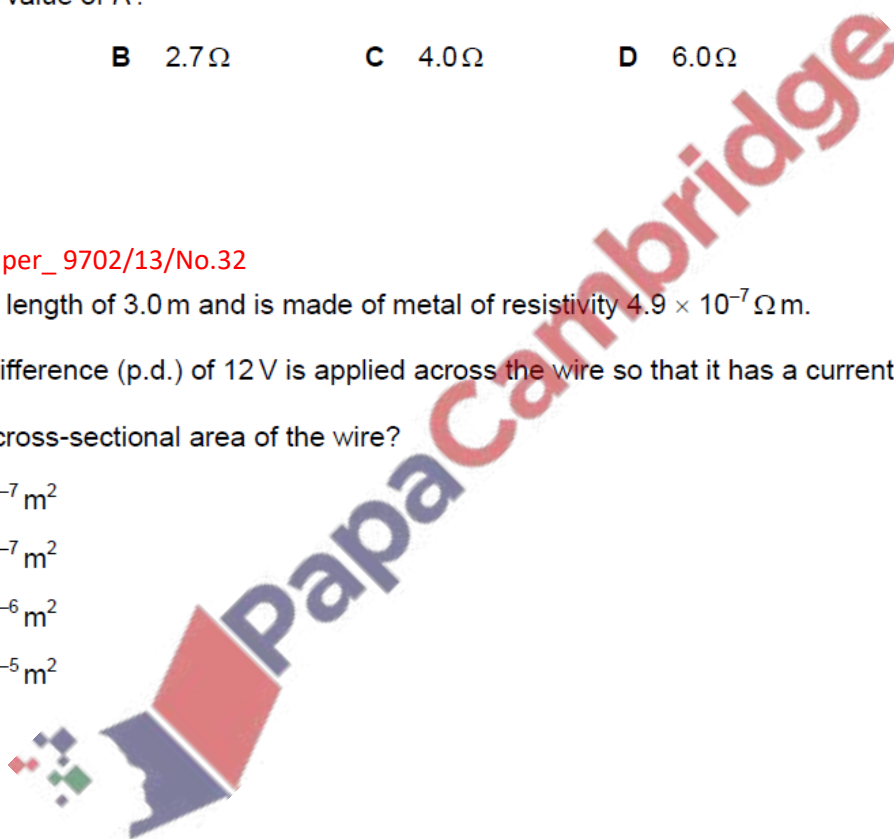 value of R?
B 2.7Ω C 4.0Ω D 6.0Ω
per_ 9702/13/No.32
length of 3.0 m and is made of metal of resistivity 4.9 × 10⁻⁷ Ω m.
ifference (p.d.) of 12 V is applied across the wire so that it has a current
cross-sectional area of the wire?
⁻⁷ m²
⁻⁷ m²
⁻⁶ m²
⁻⁵ m²
PapaCambridge